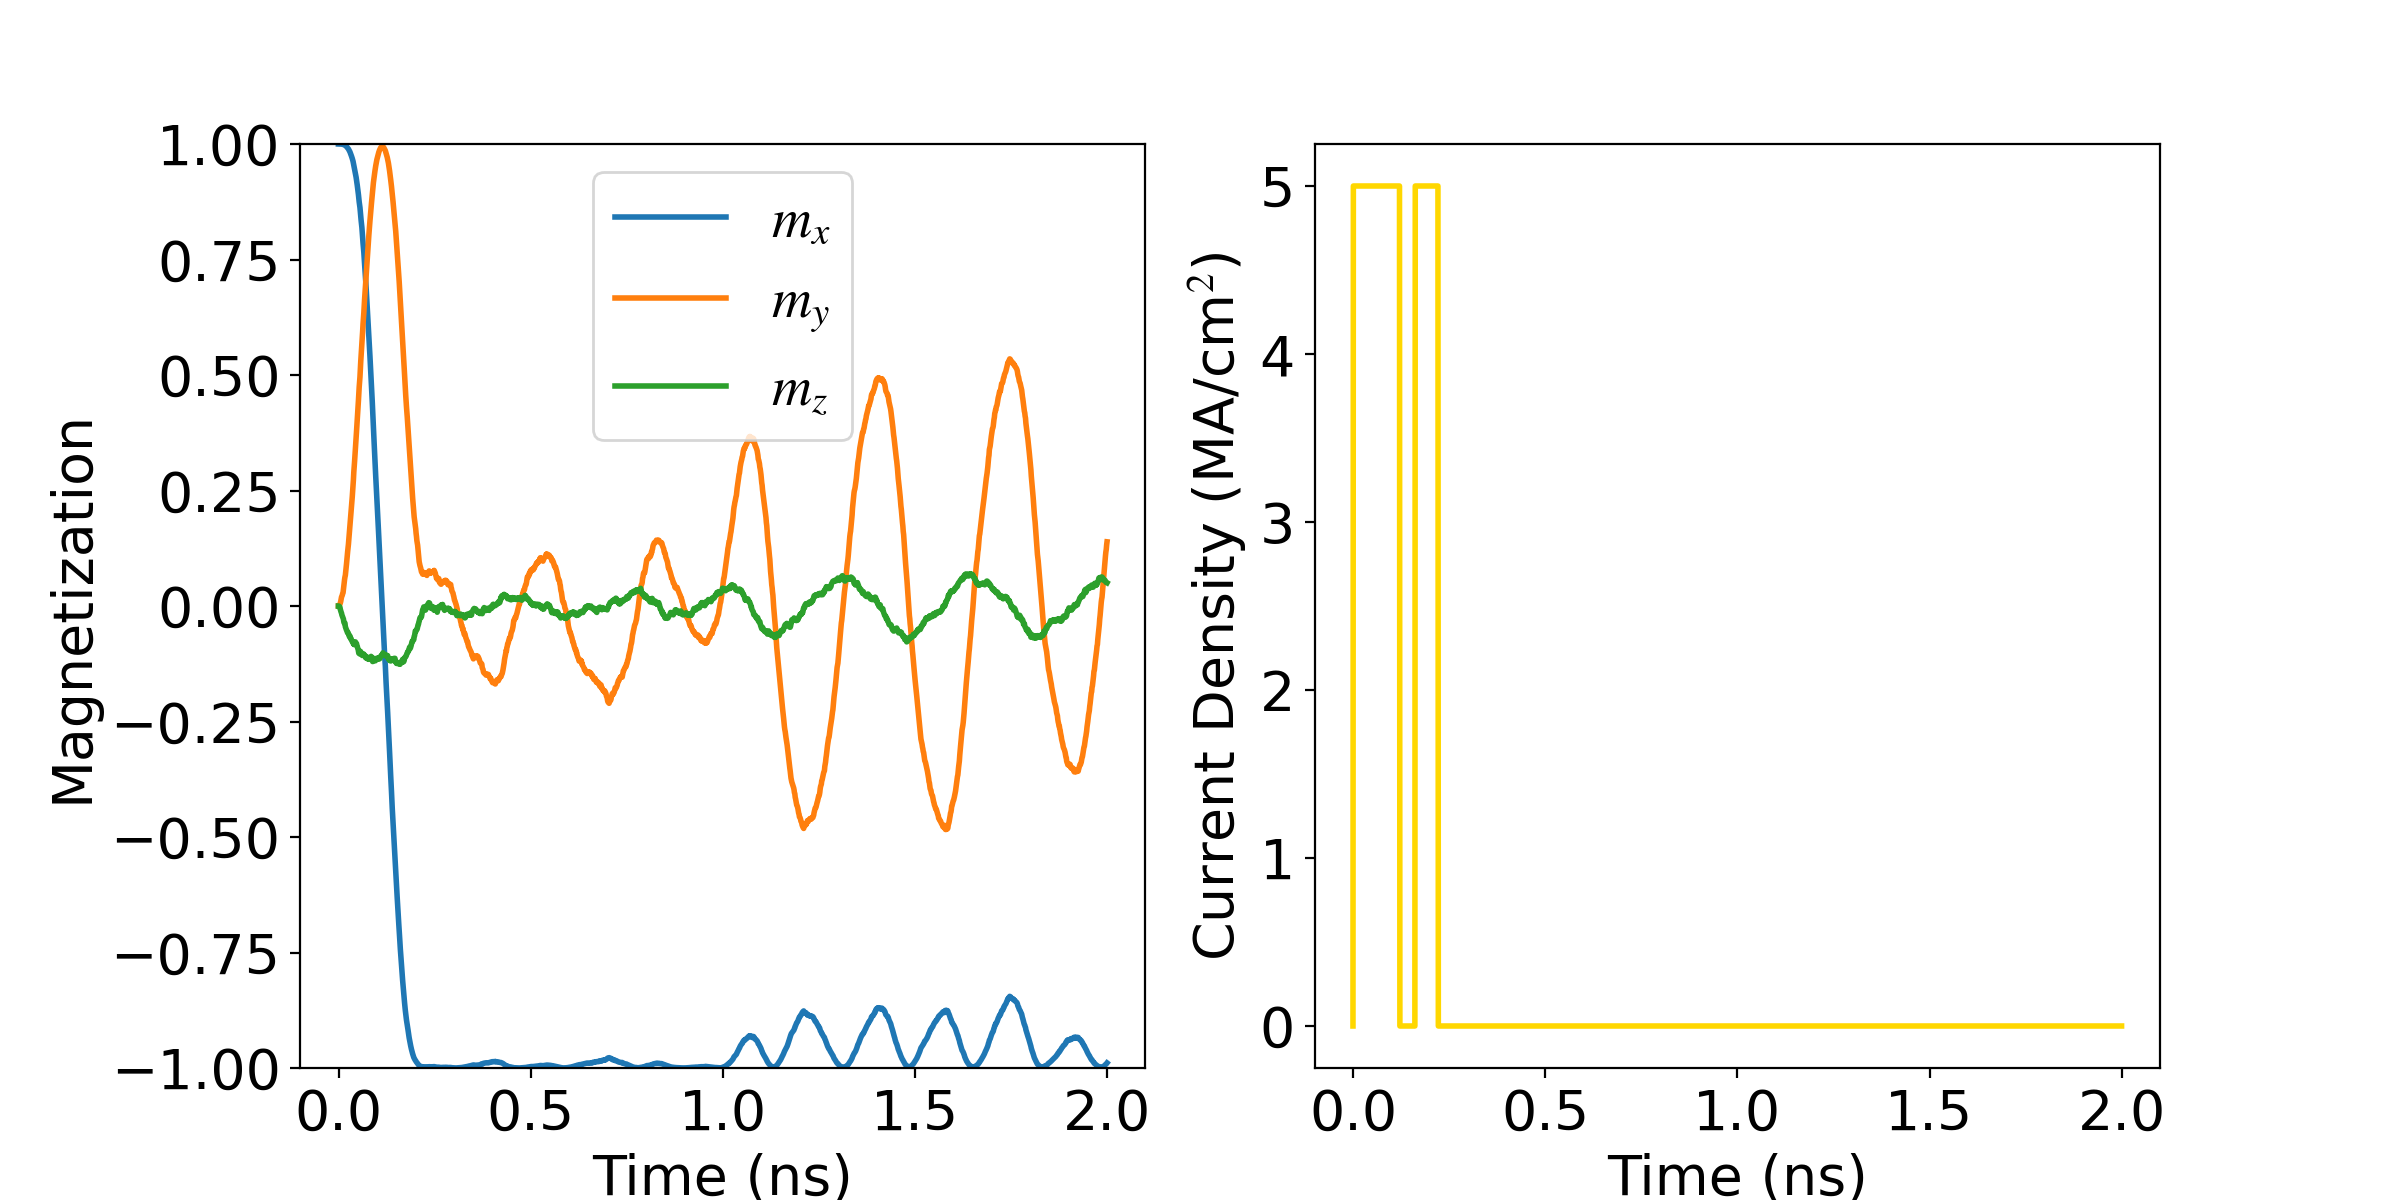 Magnetization
1.00
0.75
0.50
0.25
0.00
−0.25
−0.50
−0.75
−1.00
0.0 0.5 1.0 1.5 2.0
Time (ns)
m_x
m_y
m_z
Current Density (MA/cm²)
5
4
3
2
1
0
0.0 0.5 1.0 1.5 2.0
Time (ns)